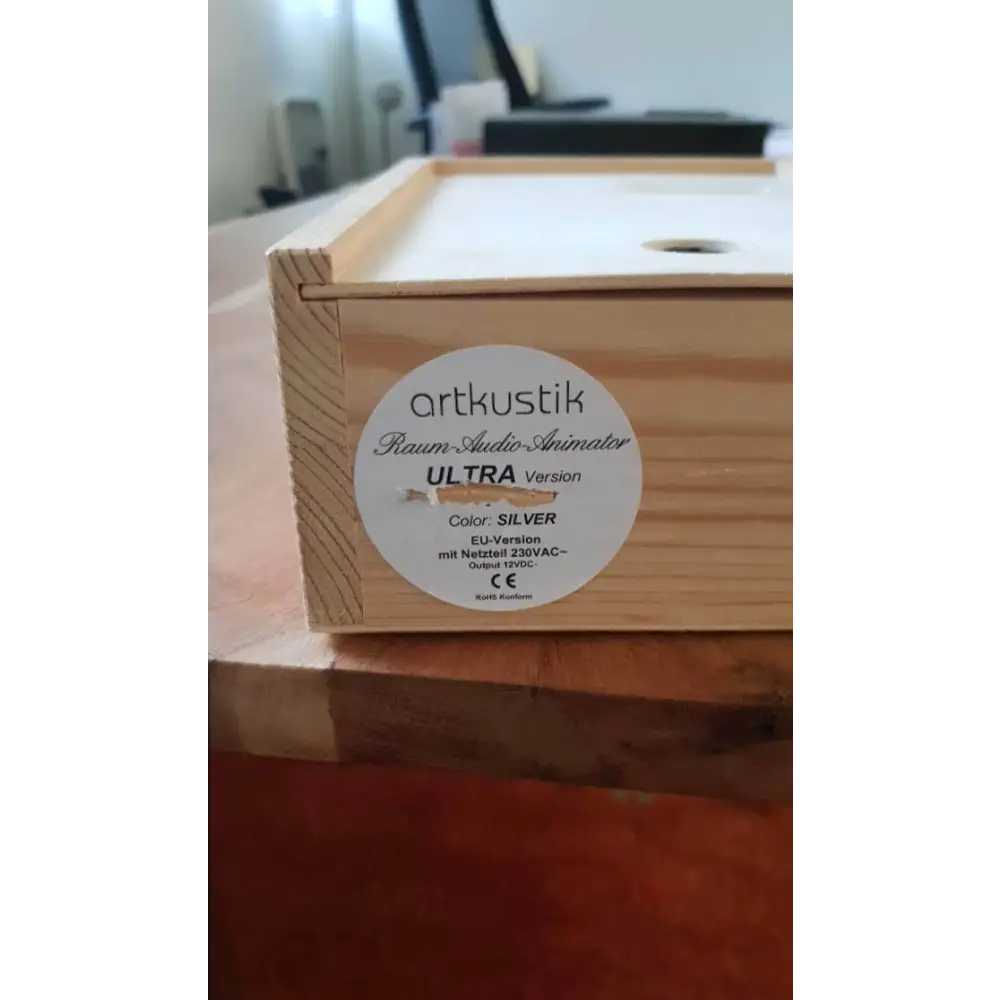 artkustik
Raum-Audio-Animator
ULTRA Version
Color: SILVER
EU-Version
mit Netzteil 230VAC~
Output 12VDC-
CE
RoHS Konform